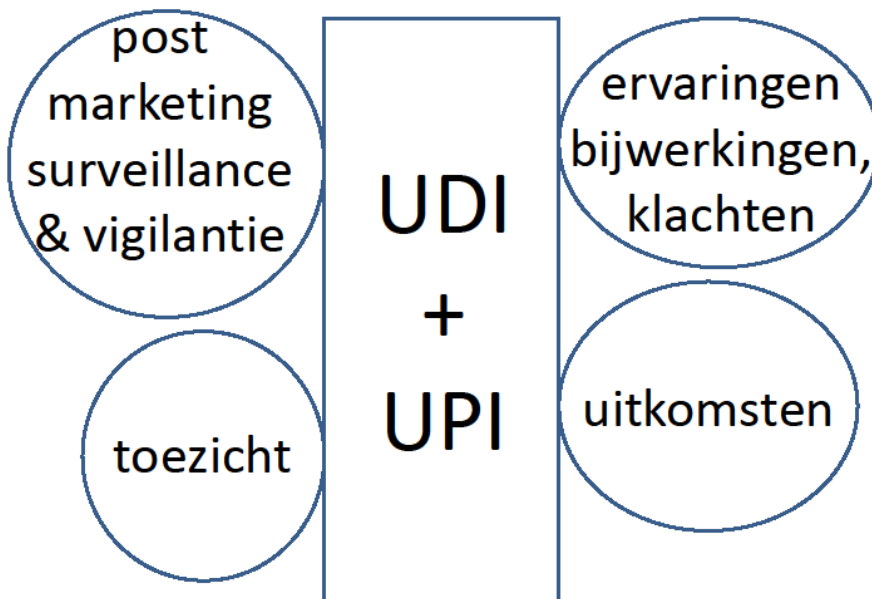 post
marketing
surveillance
& vigilantie
toezicht
UDI
+
UPI
ervaringen
bijwerkingen,
klachten
uitkomsten